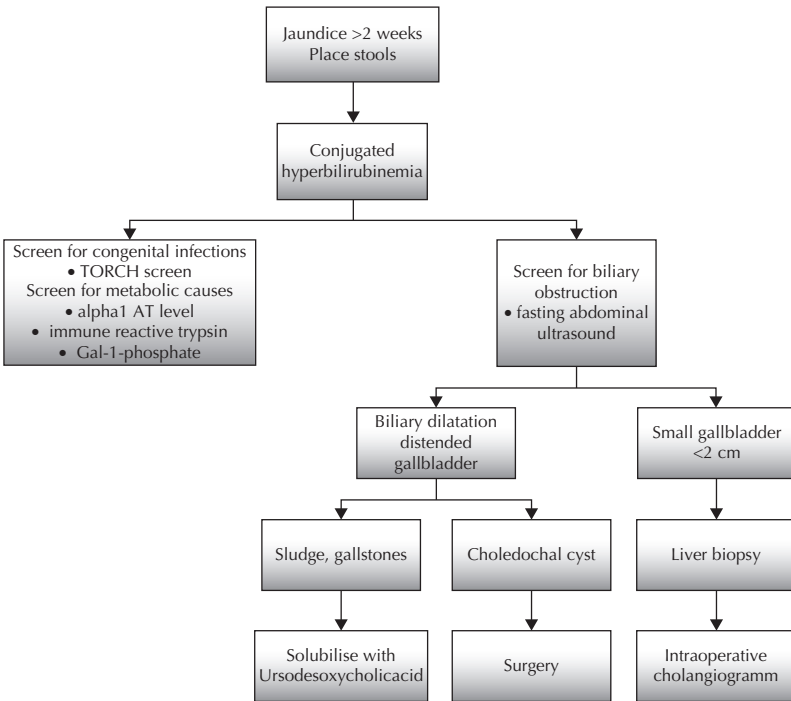 Jaundice >2 weeks
Place stools
Conjugated
hyperbilirubinemia
Screen for congenital infections
• TORCH screen
Screen for metabolic causes
• alpha1 AT level
• immune reactive trypsin
• Gal-1-phosphate
Screen for biliary
obstruction
• fasting abdominal
ultrasound
Biliary dilatation
distended
gallbladder
Small gallbladder
<2 cm
Sludge, gallstones
Choledochal cyst
Liver biopsy
Solubilise with
Ursodesoxycholicacid
Surgery
Intraoperative
cholangiogramm